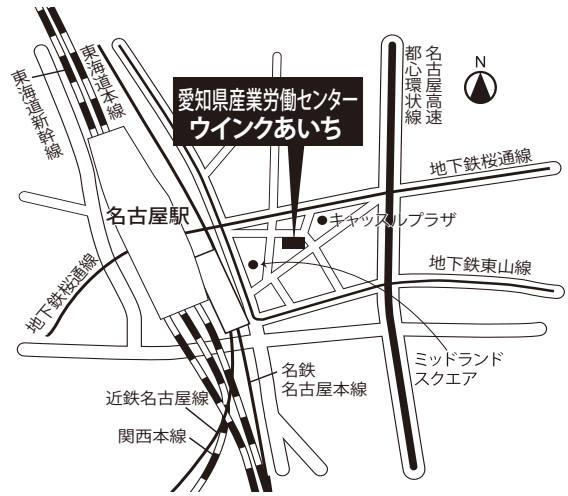 東海道新幹線
東海道本線
愛知県産業労働センター
ウインクあいち
名古屋高速
都心環状線
N
地下鉄桜通線
名古屋駅
キャッスルプラザ
地下鉄桜通線
地下鉄東山線
ミッドランド
スクエア
名鉄
名古屋本線
近鉄名古屋線
関西本線